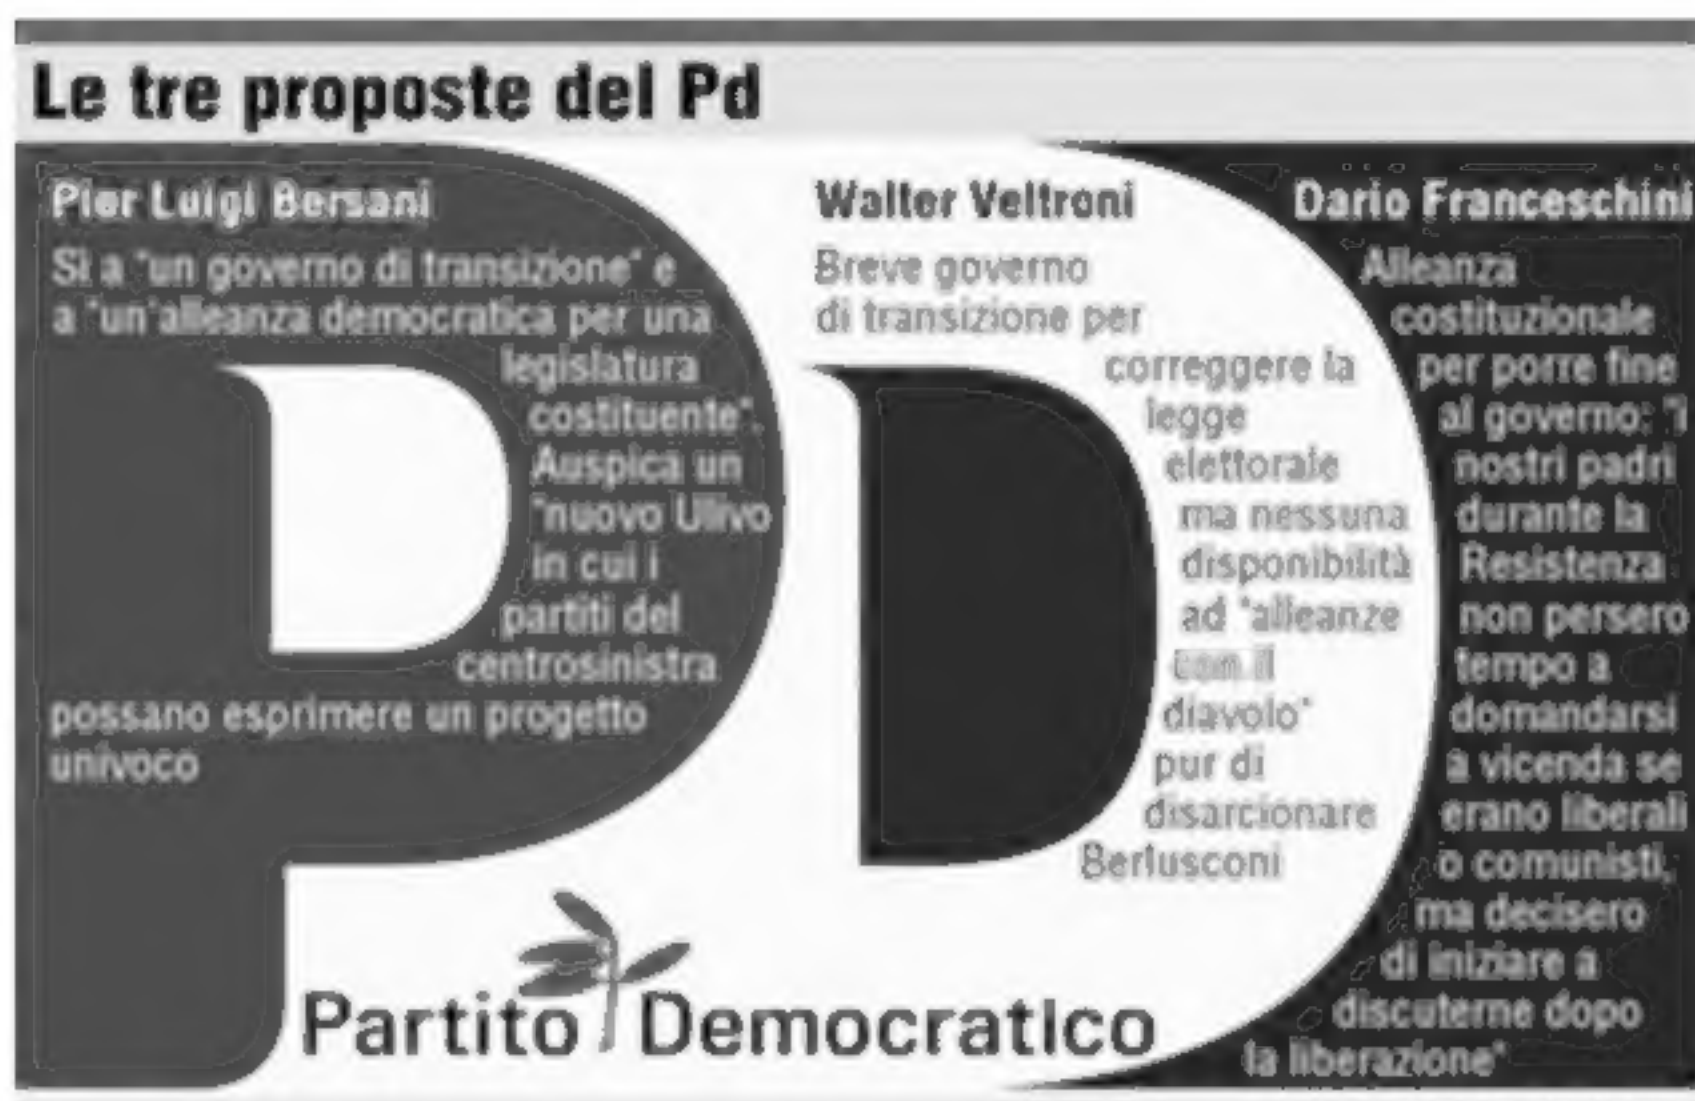 Le tre proposte del Pd
Pier Luigi Bersani
Sì a "un governo di transizione" e
a "un'alleanza democratica per una
legislatura
costituente".
Auspica un
"nuovo Ulivo
in cui i
partiti del
centrosinistra
possano esprimere un progetto
univoco
Walter Veltroni
Breve governo
di transizione per
correggere la
legge
elettorale
ma nessuna
disponibilità
ad "alleanze
con il
diavolo"
pur di
disarcionare
Berlusconi
Dario Franceschini
Alleanza
costituzionale
per porre fine
al governo: "i
nostri padri
durante la
Resistenza
non persero
tempo a
domandarsi
a vicenda se
erano liberali
o comunisti,
ma decisero
di iniziare a
discuterne dopo
la liberazione"
Partito Democratico